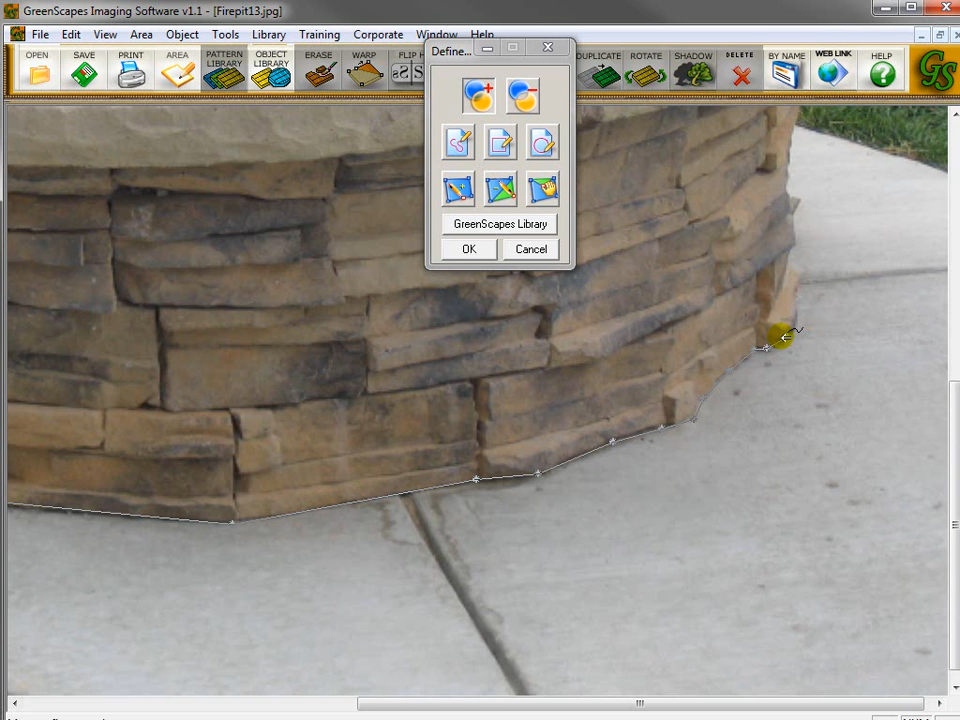 GreenScapes Imaging Software v1.1 - [Firepit13.jpg]
File Edit View Area Object Tools Library Training Corporate Window Help
OPEN SAVE PRINT AREA PATTERN LIBRARY OBJECT LIBRARY ERASE WARP FLIP DUPLICATE ROTATE SHADOW DELETE BY NAME WEB LINK HELP
GS
Define...
GreenScapes Library
OK Cancel